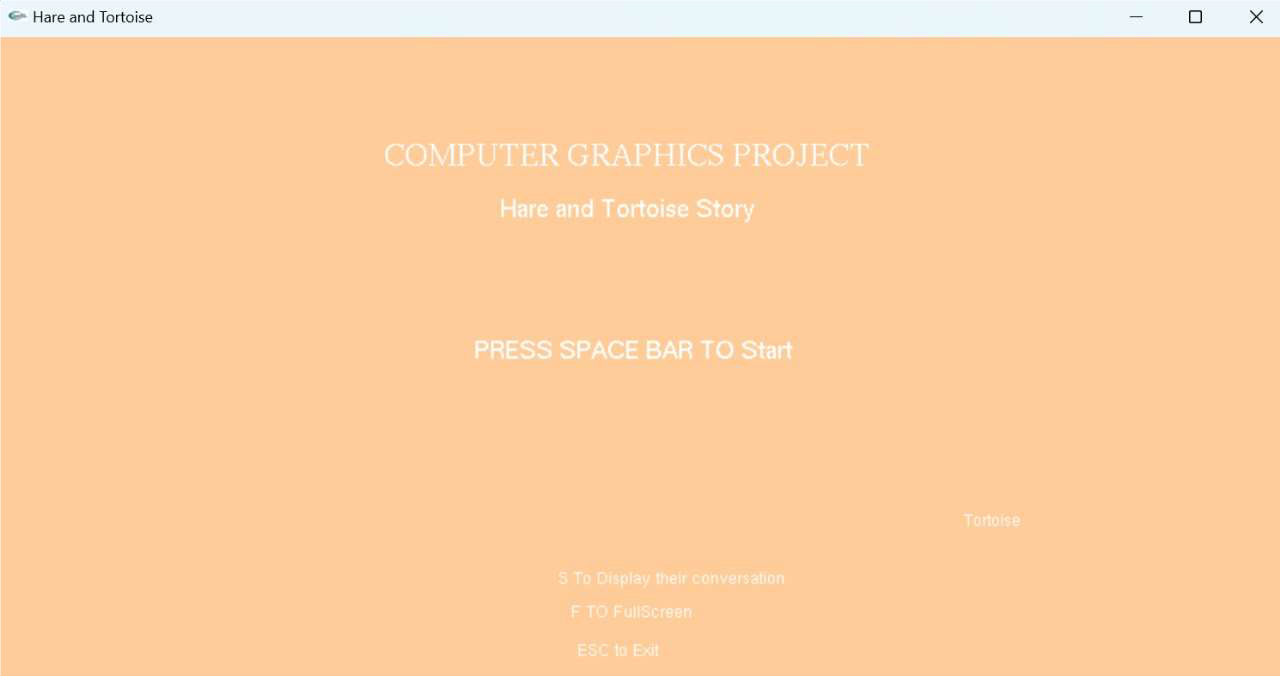 Hare and Tortoise
COMPUTER GRAPHICS PROJECT
Hare and Tortoise Story
PRESS SPACE BAR TO Start
Tortoise
S To Display their conversation
F TO FullScreen
ESC to Exit